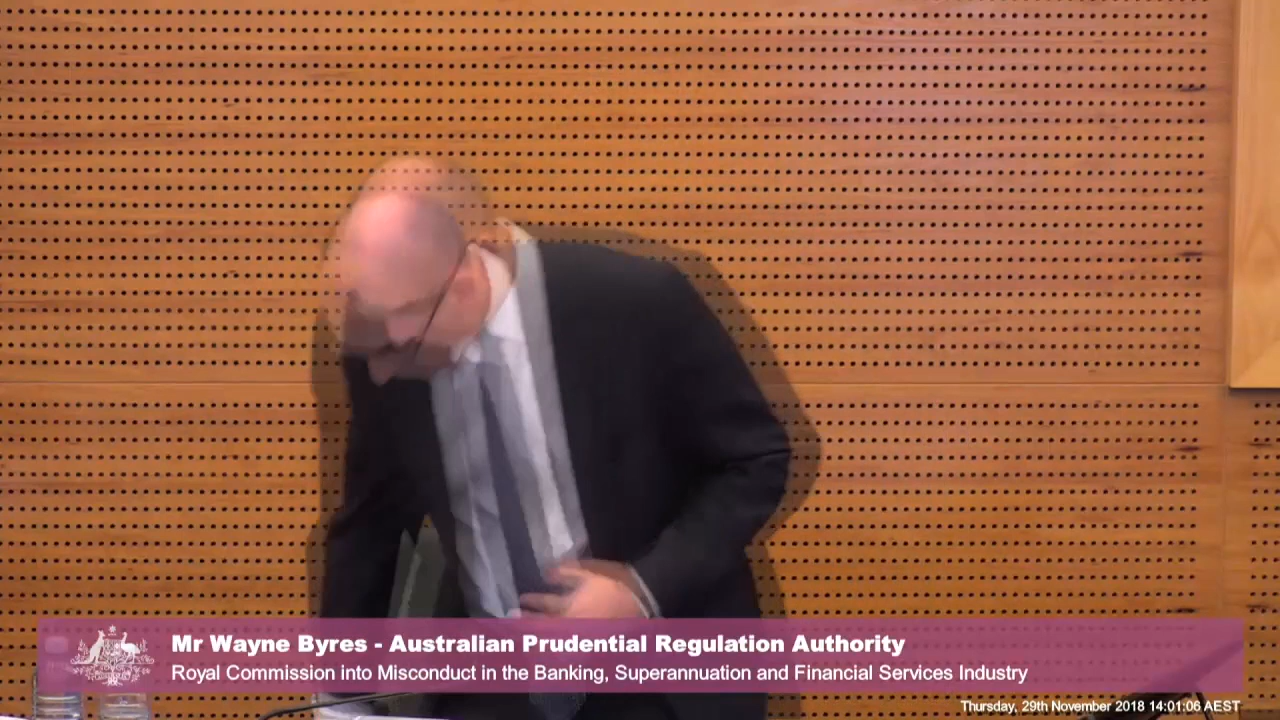 Mr Wayne Byres - Australian Prudential Regulation Authority
Royal Commission into Misconduct in the Banking, Superannuation and Financial Services Industry
Thursday, 29th November 2018 14:01:06 AEST